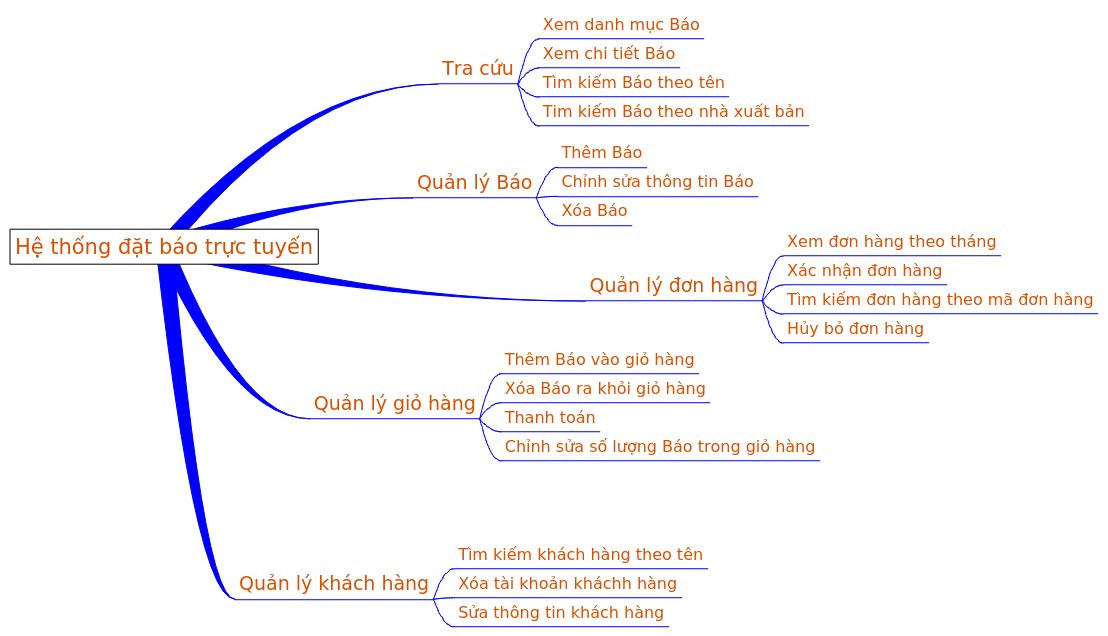 Xem danh mục Báo
Xem chi tiết Báo
Tra cứu
Tìm kiếm Báo theo tên
Tim kiếm Báo theo nhà xuất bản
Thêm Báo
Quản lý Báo
Chỉnh sửa thông tin Báo
Xóa Báo
Hệ thống đặt báo trực tuyến
Xem đơn hàng theo tháng
Xác nhận đơn hàng
Quản lý đơn hàng
Tìm kiếm đơn hàng theo mã đơn hàng
Hủy bỏ đơn hàng
Thêm Báo vào giỏ hàng
Xóa Báo ra khỏi giỏ hàng
Quản lý giỏ hàng
Thanh toán
Chỉnh sửa số lượng Báo trong giỏ hàng
Tìm kiếm khách hàng theo tên
Quản lý khách hàng
Xóa tài khoản kháchh hàng
Sửa thông tin khách hàng